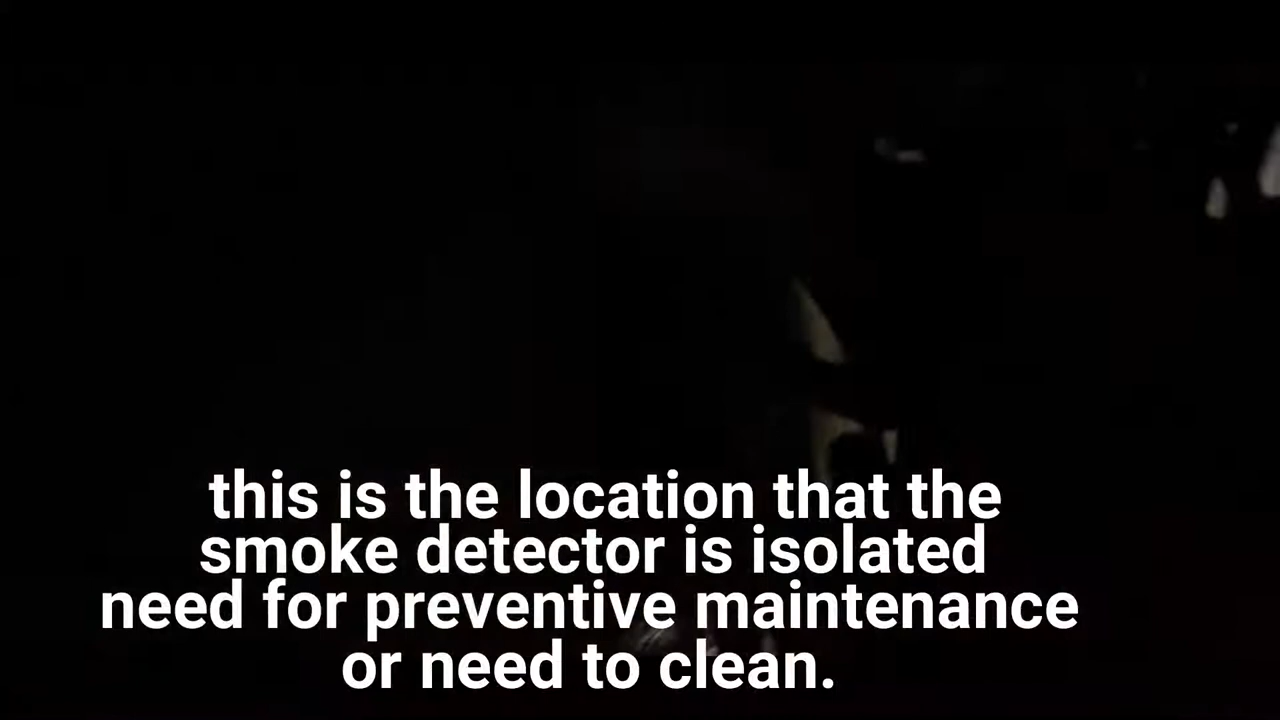 this is the location that the
smoke detector is isolated
need for preventive maintenance
or need to clean.